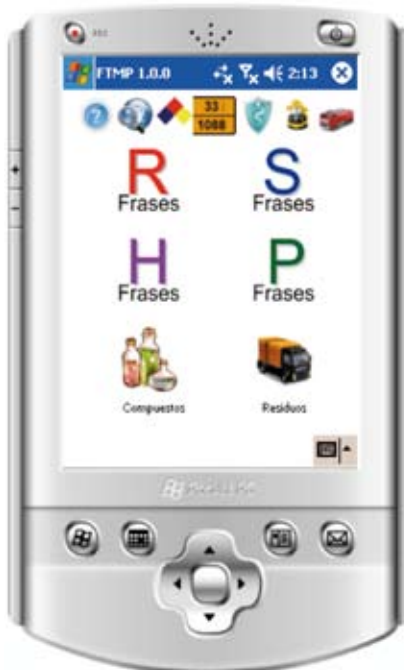 FTMP 1.0.0 2:13
33
1088
R S
Frases Frases
H P
Frases Frases
Compuestos Residuos